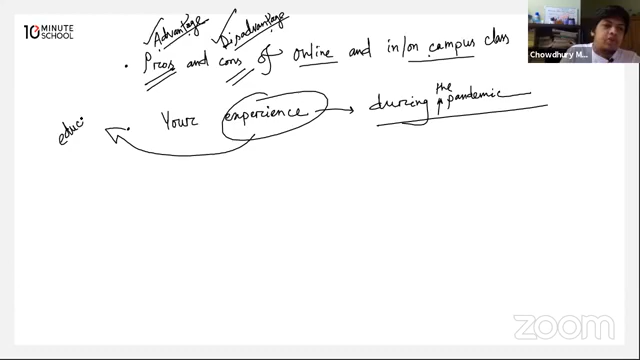 10 MINUTE SCHOOL
Advantage Disadvantage
• Pros and cons of online and in/on campus class
the
• Your experience → during pandemic
educ.
Chowdhury M...
zoom